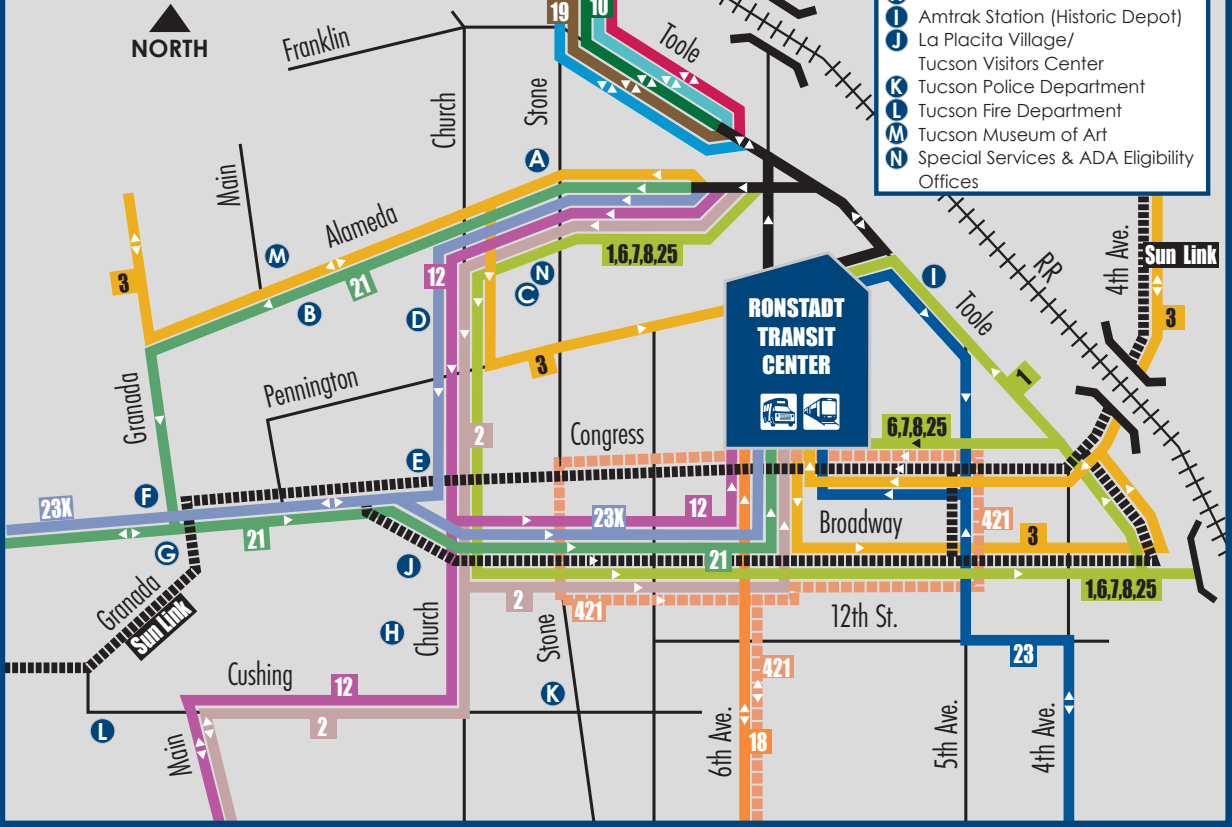 NORTH
Franklin
19
10
Toole
I Amtrak Station (Historic Depot)
J La Placita Village/
Tucson Visitors Center
K Tucson Police Department
L Tucson Fire Department
M Tucson Museum of Art
N Special Services & ADA Eligibility
Offices
Church
Stone
Main
Alameda
A
M
B
21
3
12
D
N
C
1,6,7,8,25
I
RR
4th Ave.
Sun Link
3
Toole
RONSTADT
TRANSIT
CENTER
3
1
Granada
Pennington
2
Congress
6,7,8,25
E
F
23X
G
21
12
23X
Broadway
421
3
J
21
Granada
Sun Link
2
421
12th St.
1,6,7,8,25
H
Church
Stone
23
Cushing
12
K
421
L
2
Main
6th Ave.
18
5th Ave.
4th Ave.